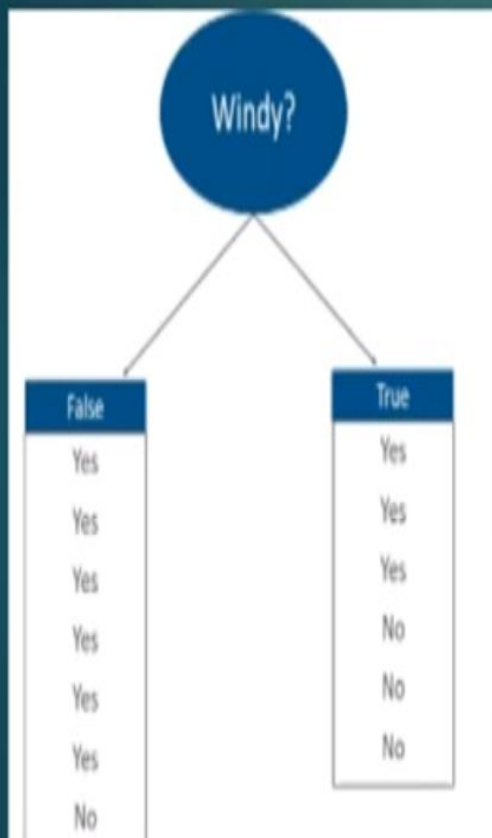 Windy?
False
Yes
Yes
Yes
Yes
Yes
Yes
No
True
Yes
Yes
Yes
No
No
No